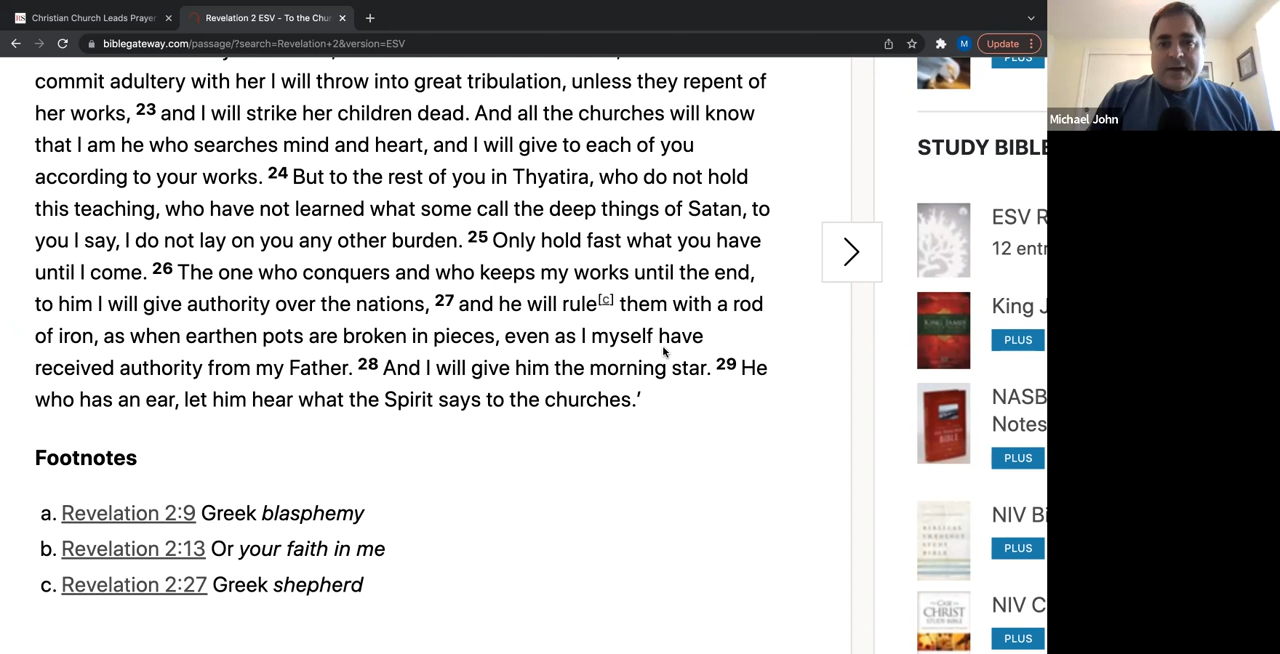 Christian Church Leads Prayer
Revelation 2 ESV - To the Chur
biblegateway.com/passage/?search=Revelation+2&version=ESV
M
Update
commit adultery with her I will throw into great tribulation, unless they repent of
her works, 23 and I will strike her children dead. And all the churches will know
that I am he who searches mind and heart, and I will give to each of you
according to your works. 24 But to the rest of you in Thyatira, who do not hold
this teaching, who have not learned what some call the deep things of Satan, to
you I say, I do not lay on you any other burden. 25 Only hold fast what you have
until I come. 26 The one who conquers and who keeps my works until the end,
to him I will give authority over the nations, 27 and he will rule[c] them with a rod
of iron, as when earthen pots are broken in pieces, even as I myself have
received authority from my Father. 28 And I will give him the morning star. 29 He
who has an ear, let him hear what the Spirit says to the churches.’
Footnotes
a. Revelation 2:9 Greek blasphemy
b. Revelation 2:13 Or your faith in me
c. Revelation 2:27 Greek shepherd
PLUS
STUDY BIBLE
ESV R
12 entr
King J
PLUS
NASB
Notes
PLUS
NIV Bi
PLUS
NIV C
PLUS
Michael John